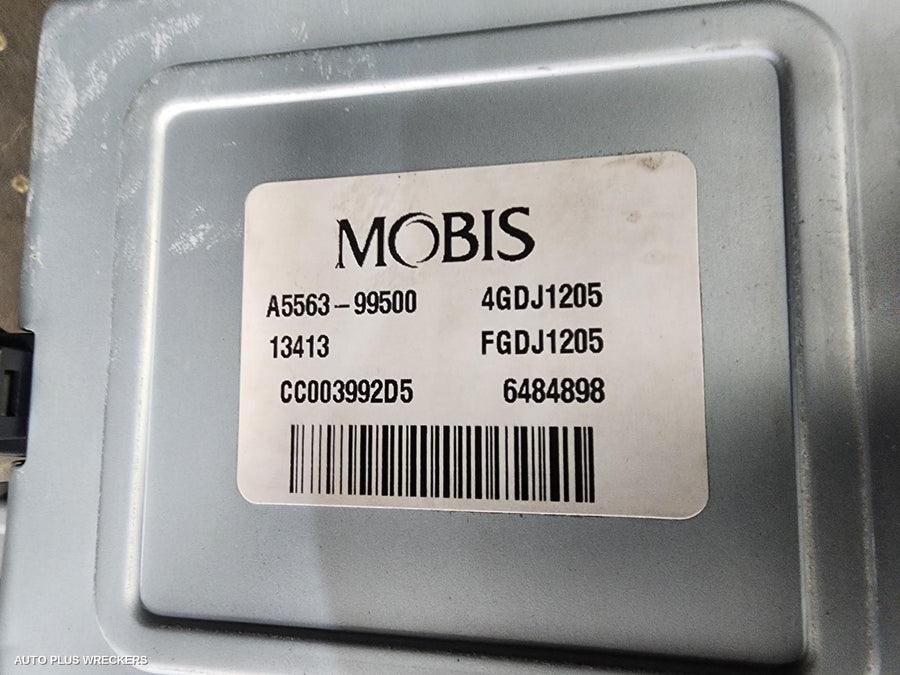 MOBIS
A5563-99500 4GDJ1205
13413 FGDJ1205
CC003992D5 6484898
AUTO PLUS WRECKERS